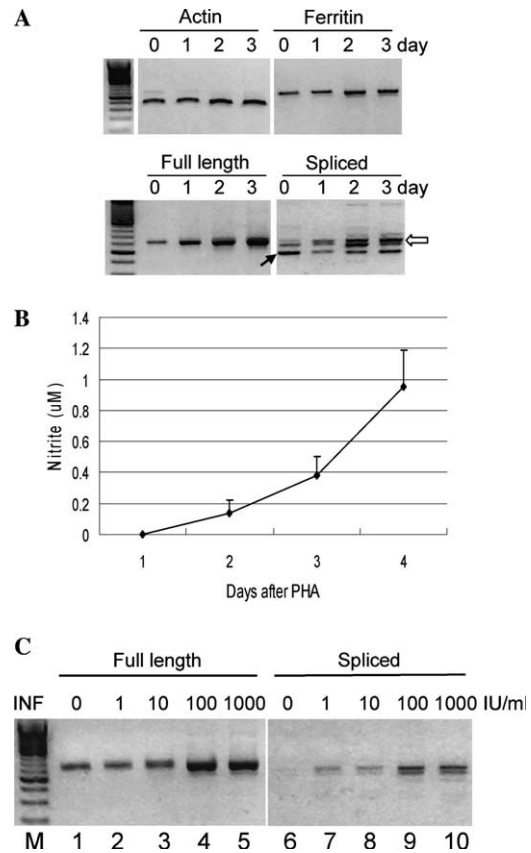 A
Actin Ferritin
0 1 2 3 0 1 2 3 day
Full length Spliced
0 1 2 3 0 1 2 3 day
B
1.4
1.2
1
0.8
0.6
0.4
0.2
0
Nitrite (uM)
1 2 3 4
Days after PHA
C
Full length Spliced
INF 0 1 10 100 1000 0 1 10 100 1000 IU/ml
M 1 2 3 4 5 6 7 8 9 10